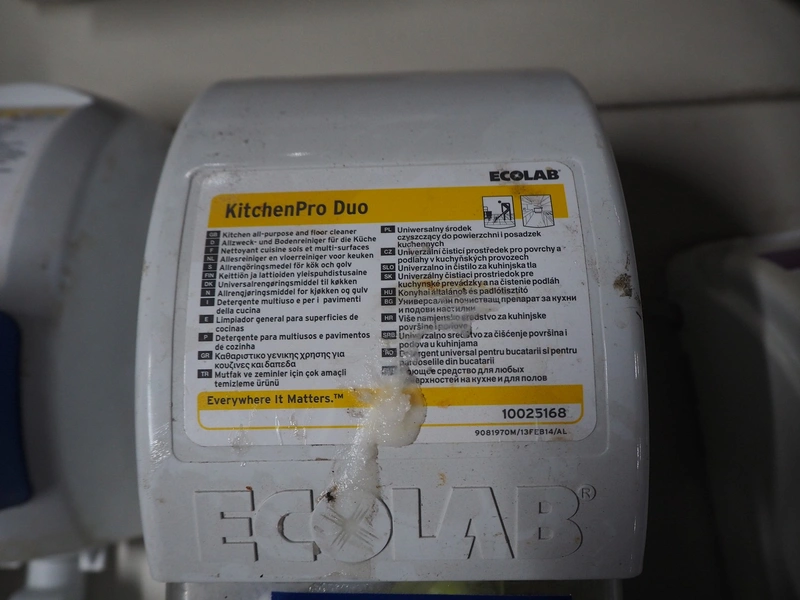 ECOLAB
KitchenPro Duo
GB Kitchen all-purpose and floor cleaner
D Allzweck- und Bodenreiniger für die Küche
F Nettoyant cuisine sols et multi-surfaces
NL Allesreiniger en vloerreiniger voor keuken
S Allrengöringsmedel för kök och golv
FIN Keittiön ja lattioiden yleispuhdistusaine
DK Universalrengøringsmiddel til køkken
N Allrengjøringsmiddel for kjøkken og gulv
I Detergente multiuso e per i pavimenti
della cucina
E Limpiador general para superficies de
cocinas
P Detergente para multiusos e pavimentos
de cozinha
GR Καθαριστικο γενικης χρησης για
κουζινες και δαπεδα
TR Mutfak ve zeminler için çok amaçlı
temizleme ürünü
PL Uniwersalny środek
czyszczący do powierzchni i posadzek
kuchennych
CZ Univerzální čisticí prostředek pro povrchy a
podlahy v kuchyňských provozech
SLO Univerzalno in čistilo za kuhinjska tla
SK Univerzálny čistiaci prostriedok pre
kuchynské prevádzky a na čistenie podláh
HU Konyhai általános és padlótisztító
BG Универсален почистващ препарат за кухни
и подови настилки
HR Više namjensko sredstvo za kuhinjske
površine i podove
SRB Univerzalno sredstvo za čišćenje površina i
podova u kuhinjama
RO Detergent universal pentru bucatarii si pentru
pardoselile din bucatarii
средство для любых
поверхностей на кухне и для полов
Everywhere It Matters.™
10025168
9081970M/13FEB14/AL
ECOLAB®